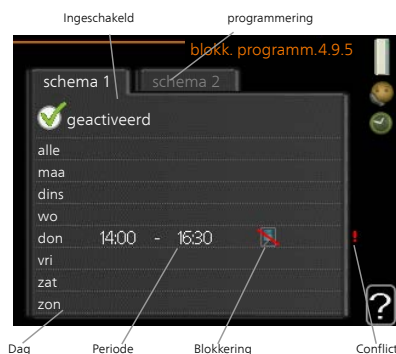 Ingeschakeld programmering
blokk. programm.4.9.5
schema 1 schema 2
geactiveerd
alle
maa
dins
wo
don 14:00 - 16:30 !
vri
zat
zon
?
Dag Periode Blokkering Conflict